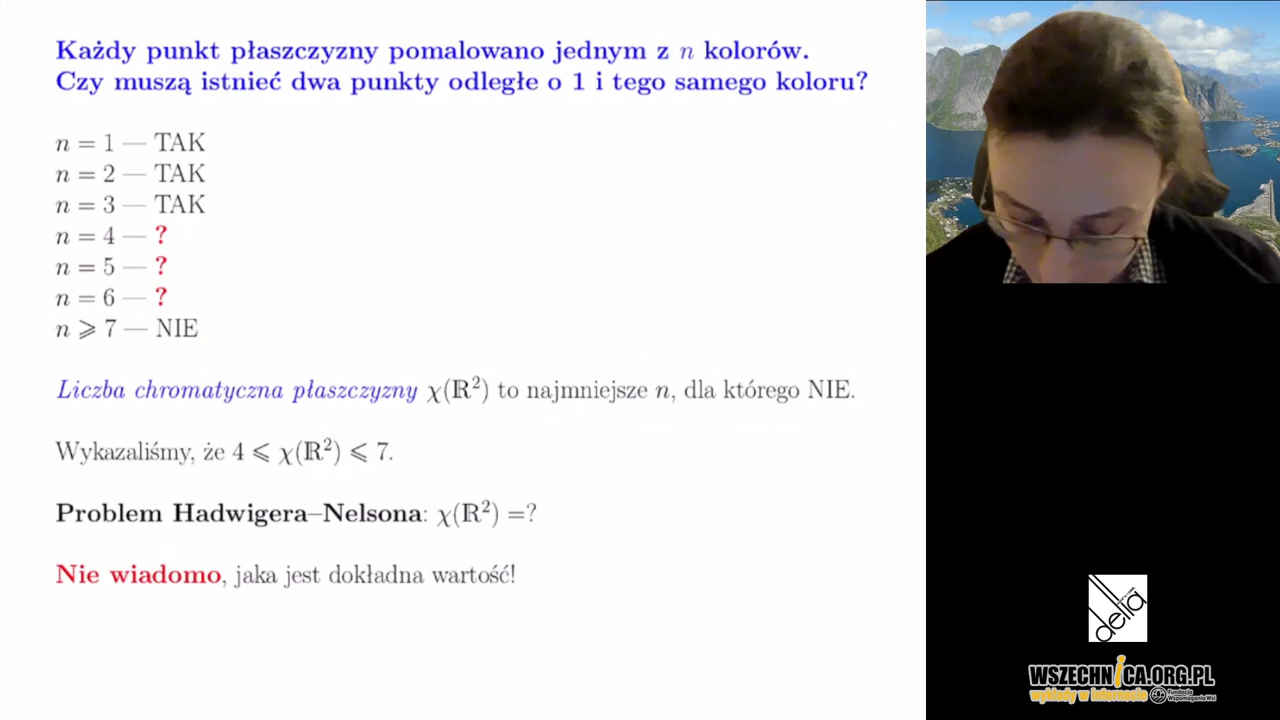 Każdy punkt płaszczyzny pomalowano jednym z n kolorów.
Czy muszą istnieć dwa punkty odległe o 1 i tego samego koloru?
n = 1 — TAK
n = 2 — TAK
n = 3 — TAK
n = 4 — ?
n = 5 — ?
n = 6 — ?
n ⩾ 7 — NIE
Liczba chromatyczna płaszczyzny χ(ℝ²) to najmniejsze n, dla którego NIE.
Wykazaliśmy, że 4 ⩽ χ(ℝ²) ⩽ 7.
Problem Hadwigera–Nelsona: χ(ℝ²) =?
Nie wiadomo, jaka jest dokładna wartość!
delta
WSZECHNICA.ORG.PL
wykłady w internecie
Fundacja
Wspomagania Wsi